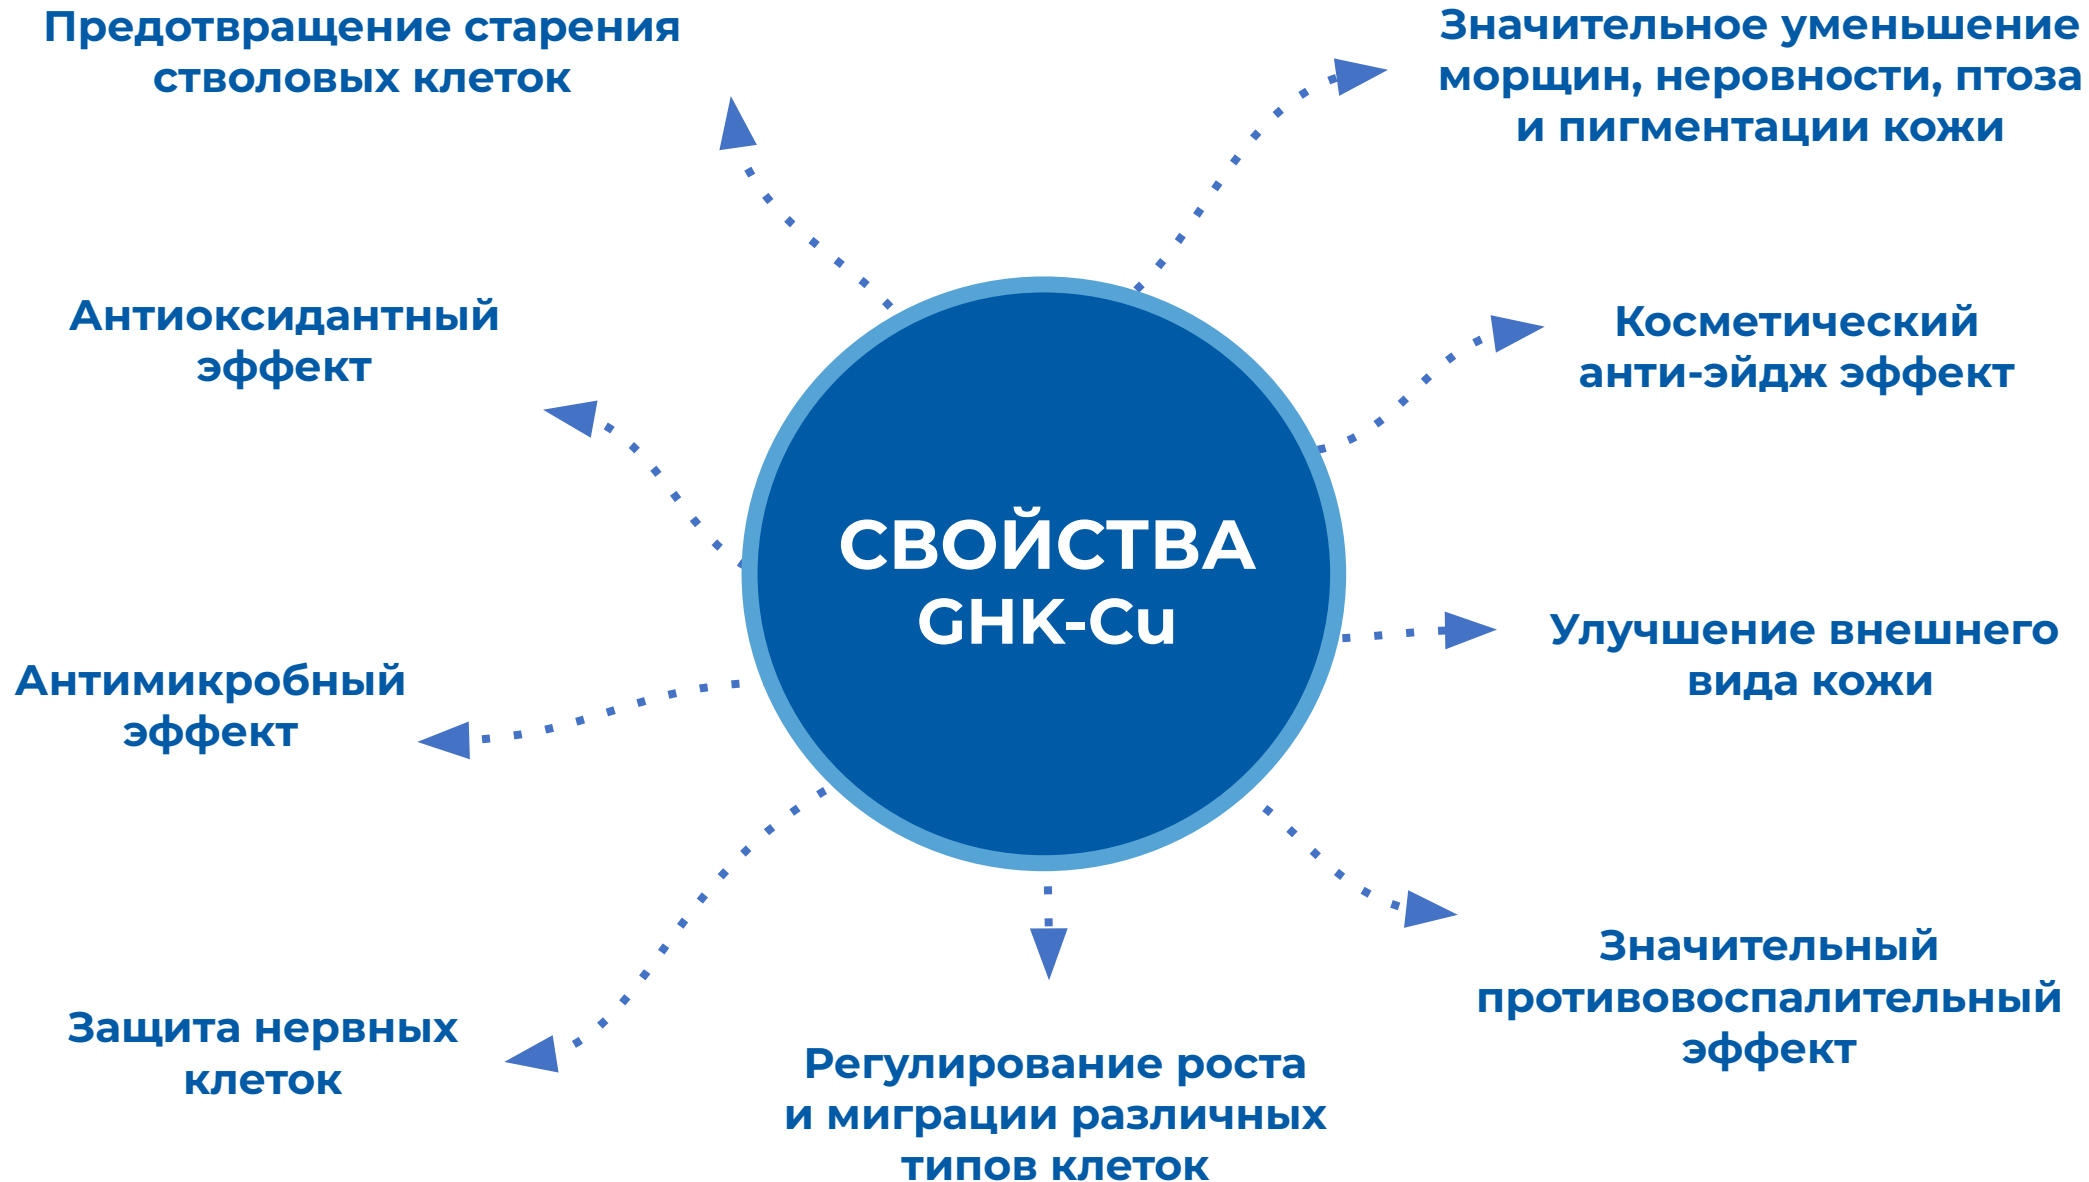 Предотвращение старения
стволовых клеток
Значительное уменьшение
морщин, неровности, птоза
и пигментации кожи
Антиоксидантный
эффект
Косметический
анти-эйдж эффект
СВОЙСТВА
GHK-Cu
Антимикробный
эффект
Улучшение внешнего
вида кожи
Защита нервных
клеток
Регулирование роста
и миграции различных
типов клеток
Значительный
противовоспалительный
эффект